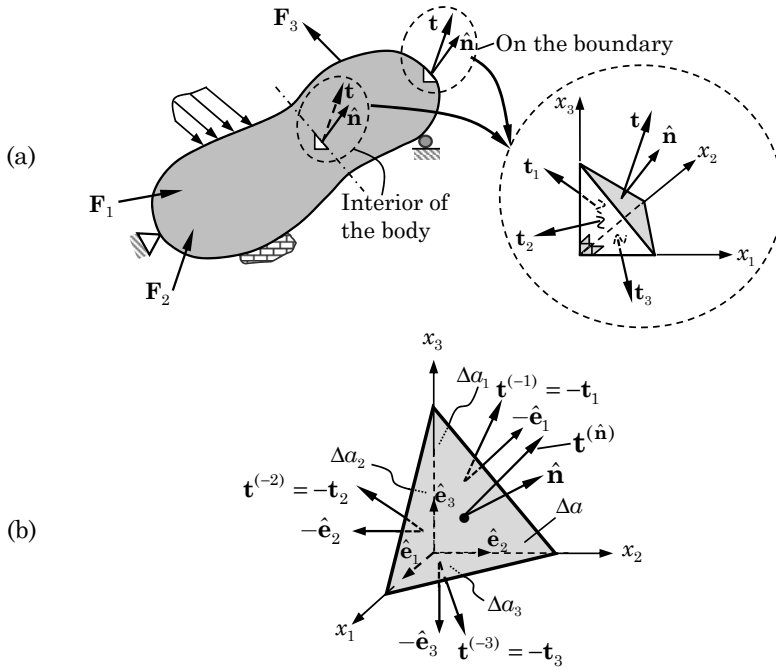 (a)
F₃
t
n̂
On the boundary
t
n̂
F₁
Interior of
the body
F₂
x₃
t
n̂
x₂
t₁
t₂
x₁
t₃
(b)
x₃
Δa₁
t⁽⁻¹⁾ = −t₁
−ê₁
t⁽ⁿ̂⁾
Δa₂
n̂
t⁽⁻²⁾ = −t₂
ê₃
Δa
−ê₂
ê₁
ê₂
x₂
Δa₃
x₁
−ê₃
t⁽⁻³⁾ = −t₃